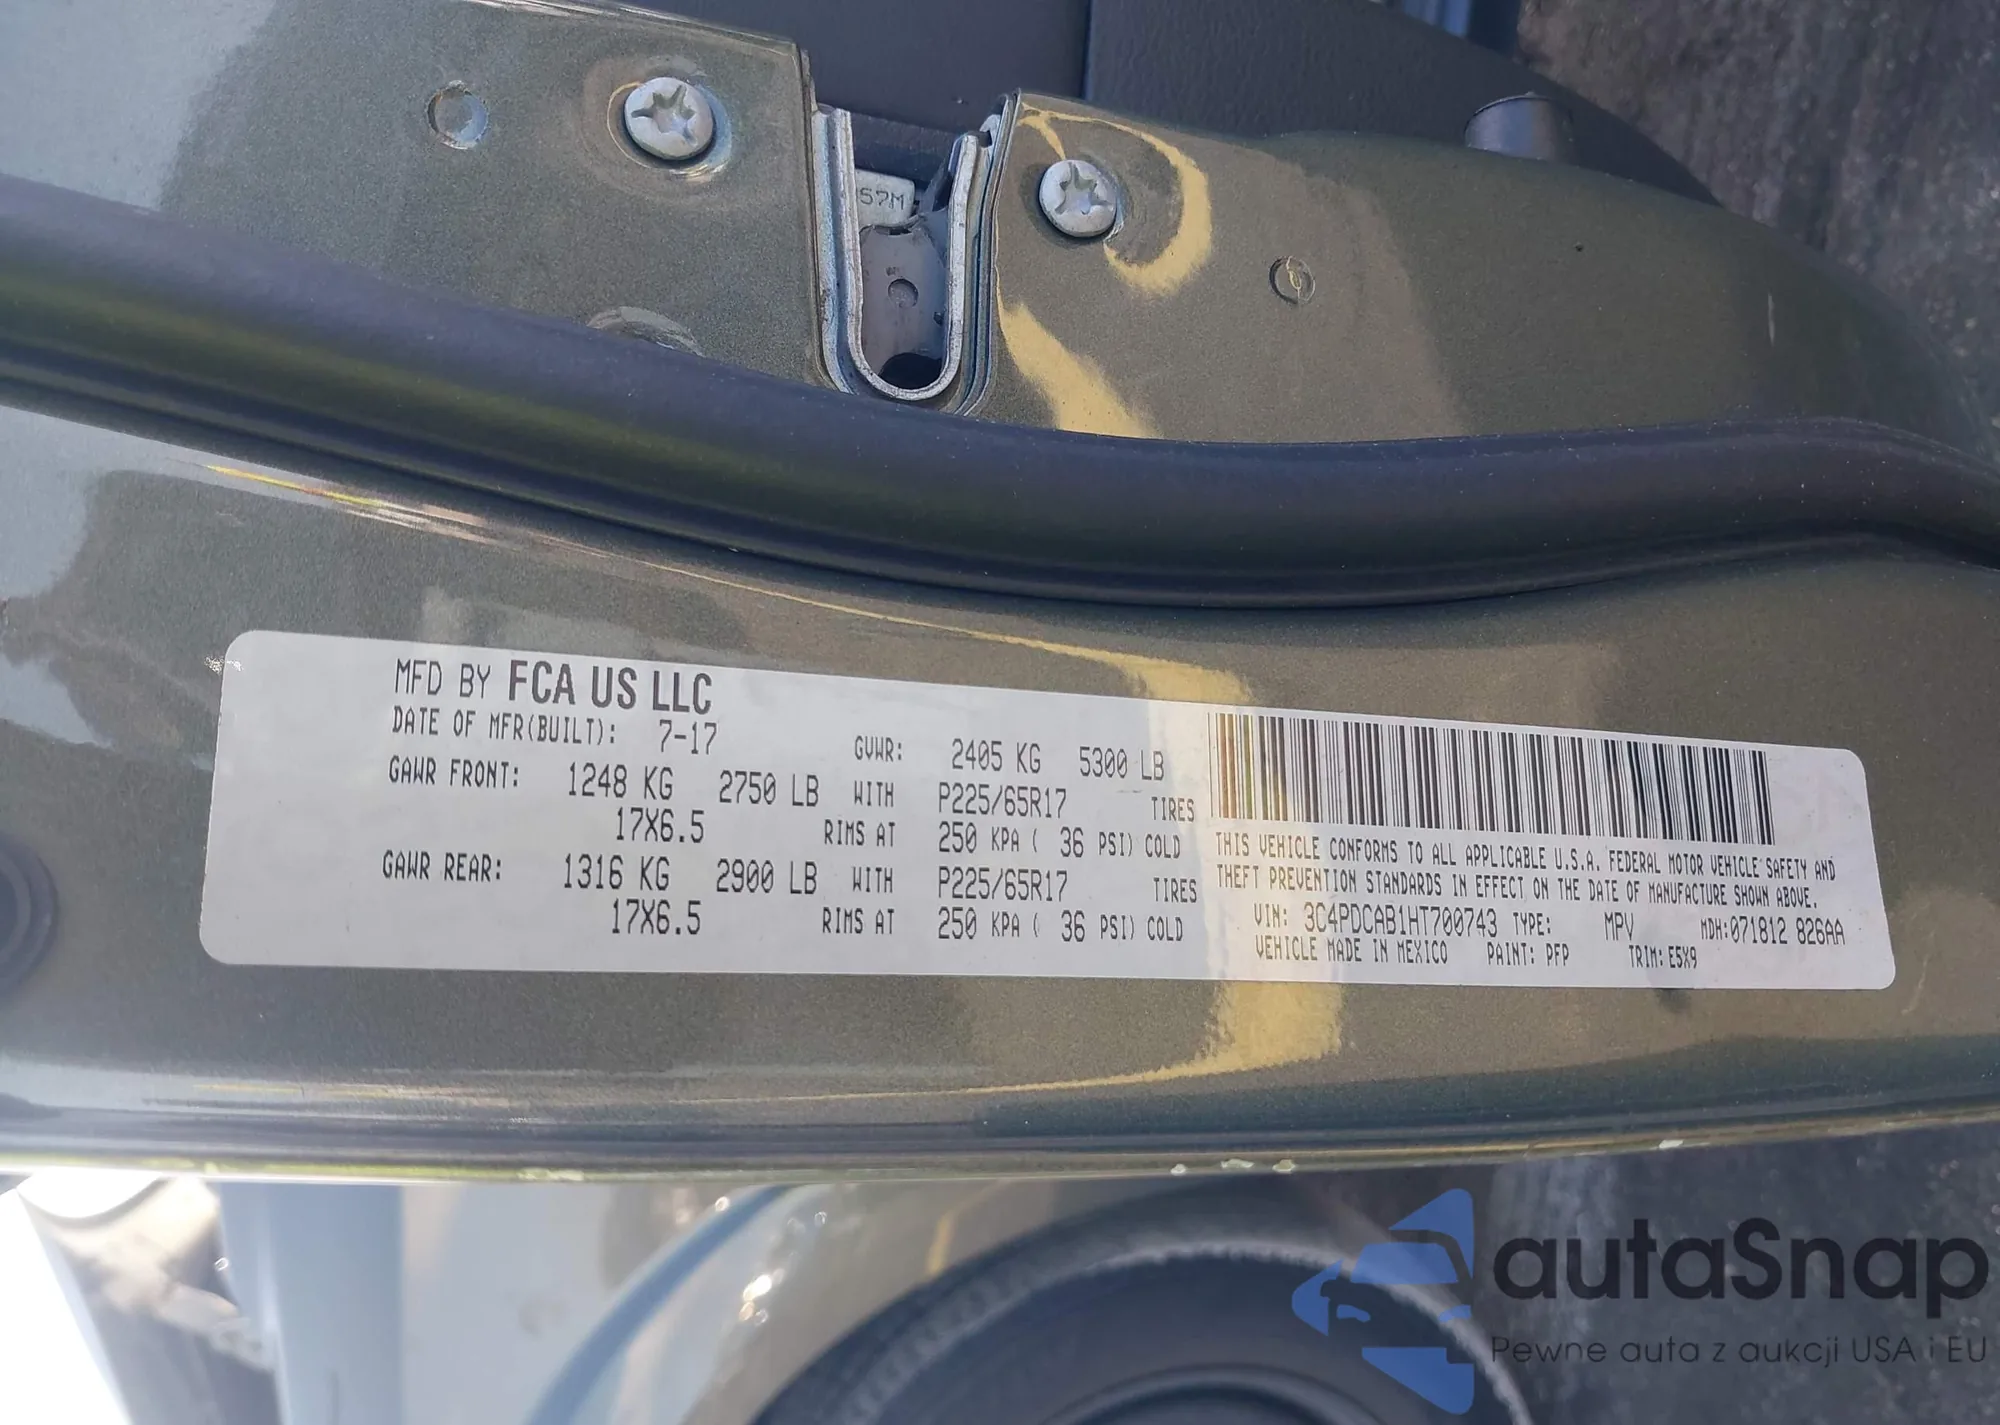 57M
MFD BY FCA US LLC
DATE OF MFR(BUILT): 7-17
GVWR: 2405 KG 5300 LB
GAWR FRONT: 1248 KG 2750 LB WITH P225/65R17 TIRES
17X6.5 RIMS AT 250 KPA ( 36 PSI) COLD
GAWR REAR: 1316 KG 2900 LB WITH P225/65R17 TIRES
17X6.5 RIMS AT 250 KPA ( 36 PSI) COLD
THIS VEHICLE CONFORMS TO ALL APPLICABLE U.S.A. FEDERAL MOTOR VEHICLE SAFETY AND
THEFT PREVENTION STANDARDS IN EFFECT ON THE DATE OF MANUFACTURE SHOWN ABOVE.
VIN: 3C4PDCAB1HT700743 TYPE: MPV MDH:071812 826AA
VEHICLE MADE IN MEXICO PAINT: PFP TRIM: E5X9
autaSnap
Pewne auta z aukcji USA i EU